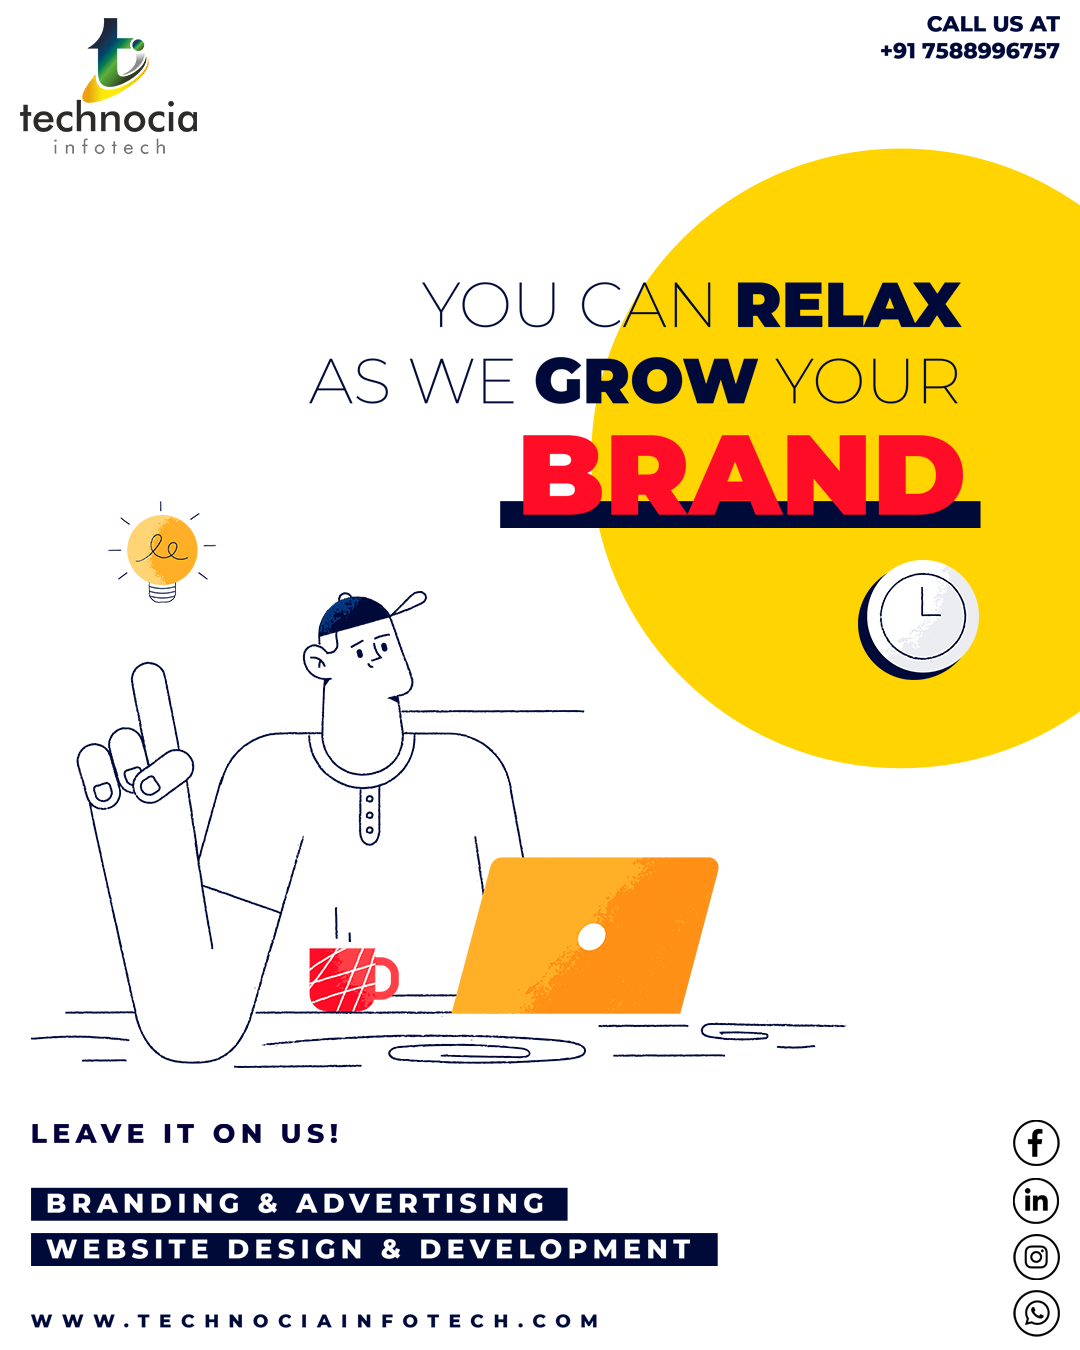 technocia
infotech
CALL US AT
+91 7588996757
YOU CAN RELAX
AS WE GROW YOUR
BRAND
LEAVE IT ON US!
BRANDING & ADVERTISING
WEBSITE DESIGN & DEVELOPMENT
WWW.TECHNOCIAINFOTECH.COM